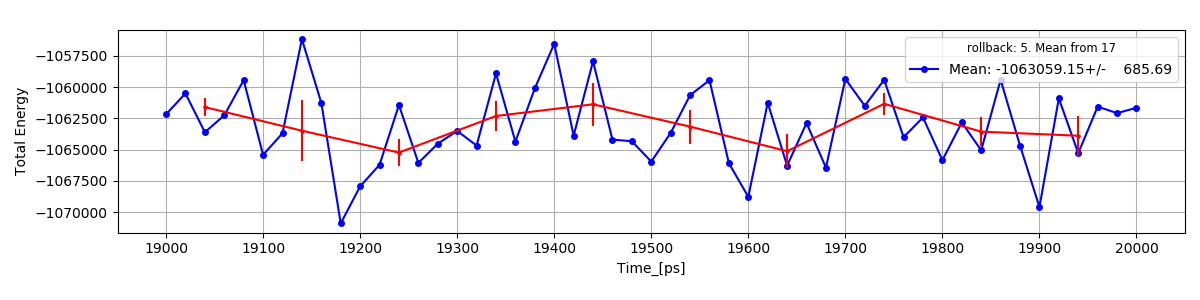 rollback: 5. Mean from 17
Mean: -1063059.15+/- 685.69
Total Energy
−1057500
−1060000
−1062500
−1065000
−1067500
−1070000
19000 19100 19200 19300 19400 19500 19600 19700 19800 19900 20000
Time_[ps]